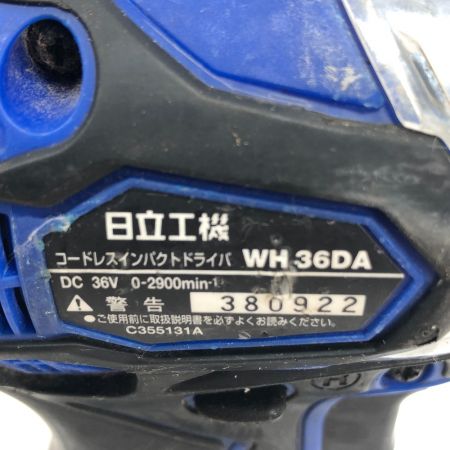 日立工機
コードレスインパクトドライバ WH 36DA
DC 36V 0-2900min⁻¹
⚠ 警告 380922
●ご使用前に取扱説明書を必ずよくお読みください。
C355131A
H